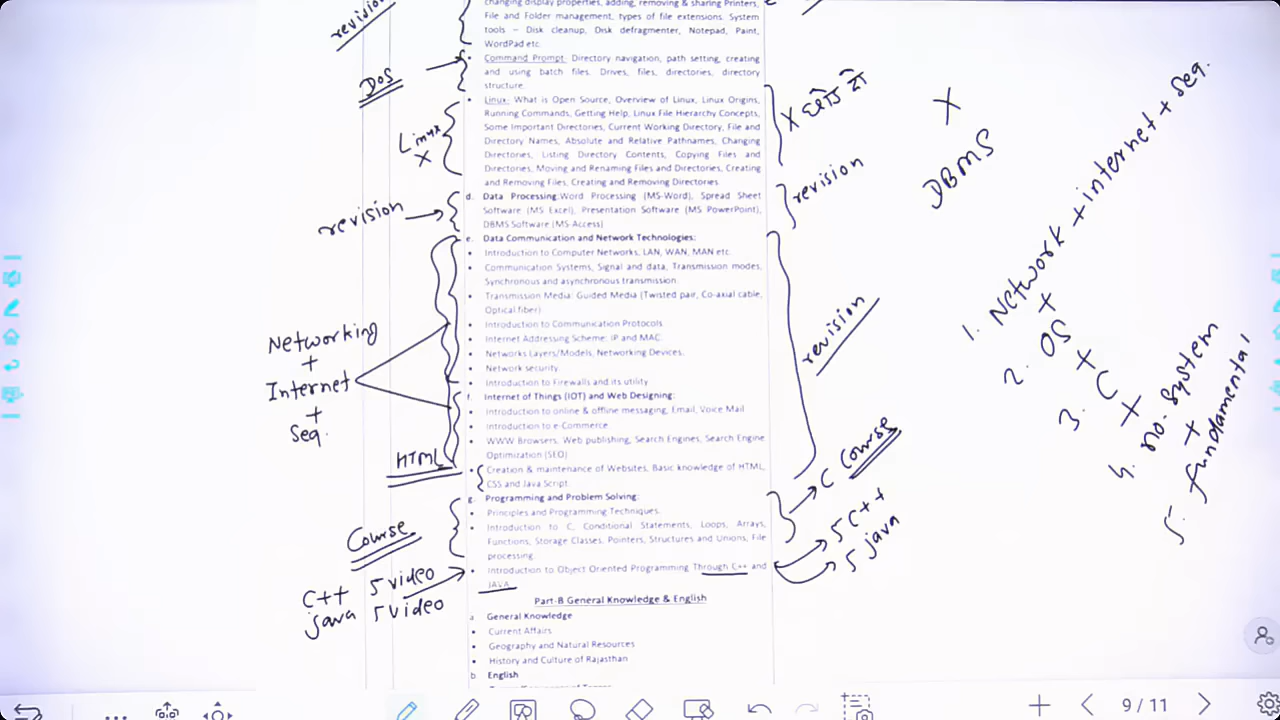 revision
changing display properties, adding, removing & sharing Printers,
File and Folder management, types of file extensions. System
tools – Disk cleanup, Disk defragmenter, Notepad, Paint,
WordPad etc.
DOS
• Command Prompt: Directory navigation, path setting, creating
and using batch files. Drives, files, directories, directory
structure.
Linux
X
• Linux: What is Open Source, Overview of Linux, Linux Origins,
Running Commands, Getting Help, Linux File Hierarchy Concepts,
Some Important Directories, Current Working Directory, File and
Directory Names, Absolute and Relative Pathnames, Changing
Directories, Listing Directory Contents, Copying Files and
Directories, Moving and Renaming Files and Directories, Creating
and Removing Files, Creating and Removing Directories
X
revision
d. Data Processing:Word Processing (MS-Word), Spread Sheet
Software (MS Excel), Presentation Software (MS PowerPoint),
DBMS Software (MS-Access)
revision
e. Data Communication and Network Technologies:
• Introduction to Computer Networks, LAN, WAN, MAN etc.
• Communication Systems, Signal and data, Transmission modes,
Synchronous and asynchronous transmission
• Transmission Media: Guided Media (Twisted pair, Co-axial cable,
Optical fiber)
• Introduction to Communication Protocols
• Internet Addressing Scheme: IP and MAC
• Networks Layers/Models, Networking Devices.
• Network security.
• Introduction to Firewalls and its utility
Networking
+
Internet
+
Seq.
revision
f. Internet of Things (IOT) and Web Designing:
• Introduction to online & offline messaging, Email, Voice Mail
• Introduction to e-Commerce.
• WWW Browsers, Web publishing, Search Engines, Search Engine
Optimization (SEO)
HTML
• Creation & maintenance of Websites, Basic knowledge of HTML,
CSS and Java Script.
g. Programming and Problem Solving:
• Principles and Programming Techniques.
• Introduction to C, Conditional Statements, Loops, Arrays,
Functions, Storage Classes, Pointers, Structures and Unions, File
processing.
Course
C Course
• Introduction to Object Oriented Programming Through C++ and
JAVA
C++ 5 video
java 5 video
5 C++
5 java
Part-B General Knowledge & English
a General Knowledge
• Current Affairs
• Geography and Natural Resources
• History and Culture of Rajasthan
b English
X
DBMS
1. Network + internet + seq.
+
2. OS
+
3. C
+
4. no. System
+
5. fundamental
9 / 11